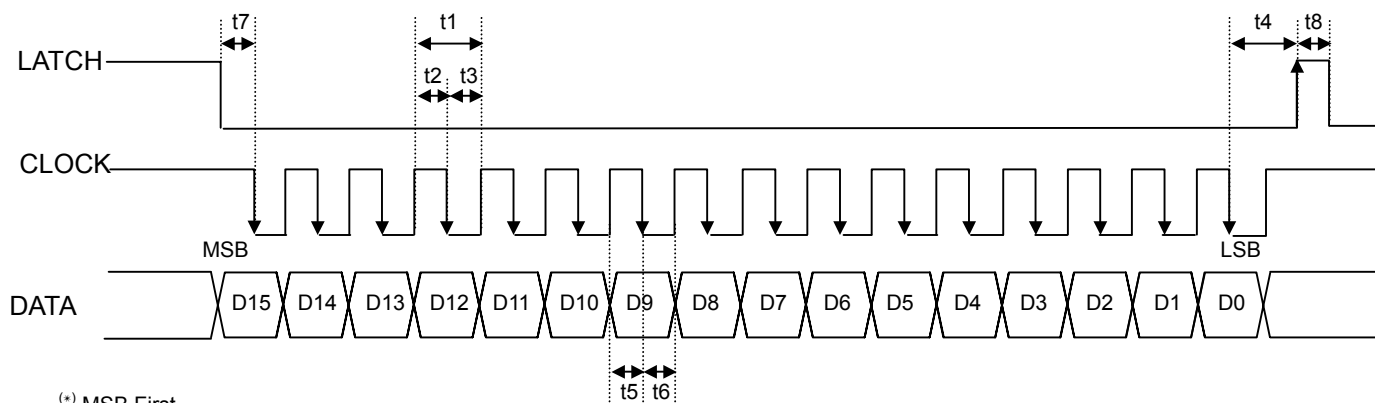 t7 t1 t4 t8
LATCH
t2 t3
CLOCK
MSB LSB
DATA D15 D14 D13 D12 D11 D10 D9 D8 D7 D6 D5 D4 D3 D2 D1 D0
t5 t6
(*) MSB First